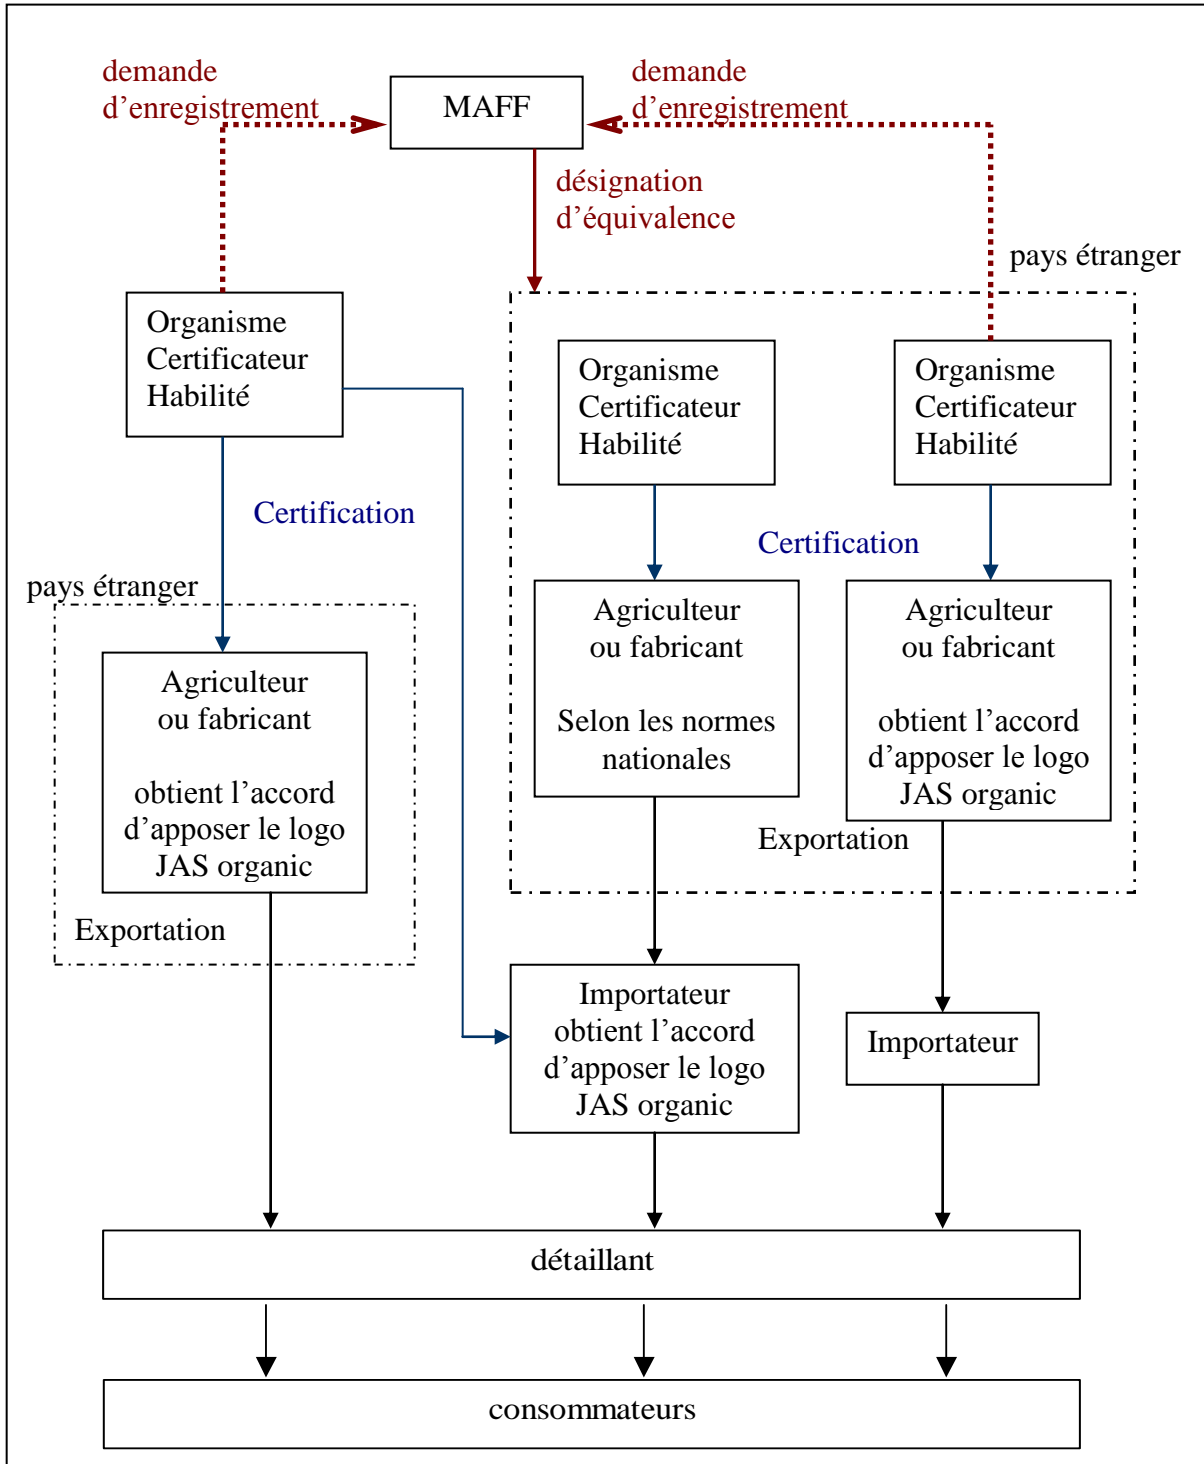 demande
d’enregistrement
MAFF
demande
d’enregistrement
désignation
d’équivalence
pays étranger
Organisme
Certificateur
Habilité
Organisme
Certificateur
Habilité
Organisme
Certificateur
Habilité
Certification
Certification
pays étranger
Agriculteur
ou fabricant
obtient l’accord
d’apposer le logo
JAS organic
Exportation
Agriculteur
ou fabricant
Selon les normes
nationales
Agriculteur
ou fabricant
obtient l’accord
d’apposer le logo
JAS organic
Exportation
Importateur
obtient l’accord
d’apposer le logo
JAS organic
Importateur
détaillant
consommateurs